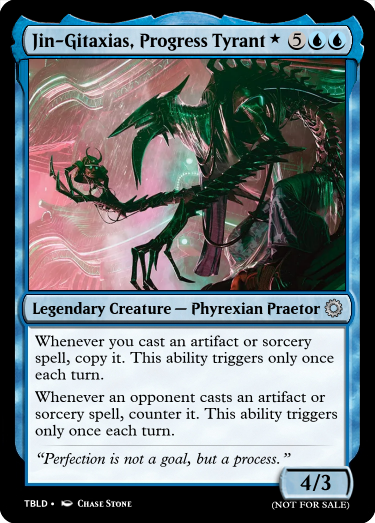 Jin-Gitaxias, Progress Tyrant ★ 5
Legendary Creature — Phyrexian Praetor
Whenever you cast an artifact or sorcery
spell, copy it. This ability triggers only once
each turn.
Whenever an opponent casts an artifact or
sorcery spell, counter it. This ability triggers
only once each turn.
“Perfection is not a goal, but a process.”
4/3
TBLD • Chase Stone
(NOT FOR SALE)